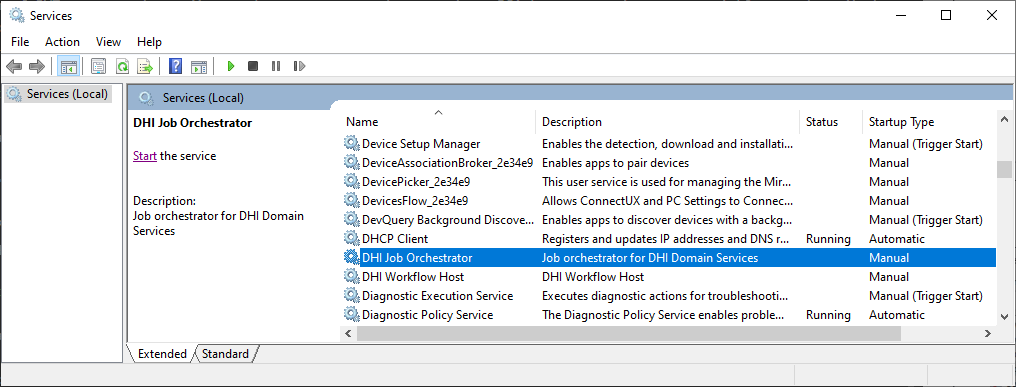 Services
File Action View Help
Services (Local)
Services (Local)
DHI Job Orchestrator
Start the service
Description:
Job orchestrator for DHI Domain
Services
Name Description Status Startup Type
Device Setup Manager Enables the detection, download and installati... Manual (Trigger Start)
DeviceAssociationBroker_2e34e9 Enables apps to pair devices Manual
DevicePicker_2e34e9 This user service is used for managing the Mir... Manual
DevicesFlow_2e34e9 Allows ConnectUX and PC Settings to Connec... Manual
DevQuery Background Discove... Enables apps to discover devices with a backg... Manual (Trigger Start)
DHCP Client Registers and updates IP addresses and DNS r... Running Automatic
DHI Job Orchestrator Job orchestrator for DHI Domain Services Manual
DHI Workflow Host DHI Workflow Host Manual
Diagnostic Execution Service Executes diagnostic actions for troubleshooti... Manual (Trigger Start)
Diagnostic Policy Service The Diagnostic Policy Service enables proble... Running Automatic
Extended Standard